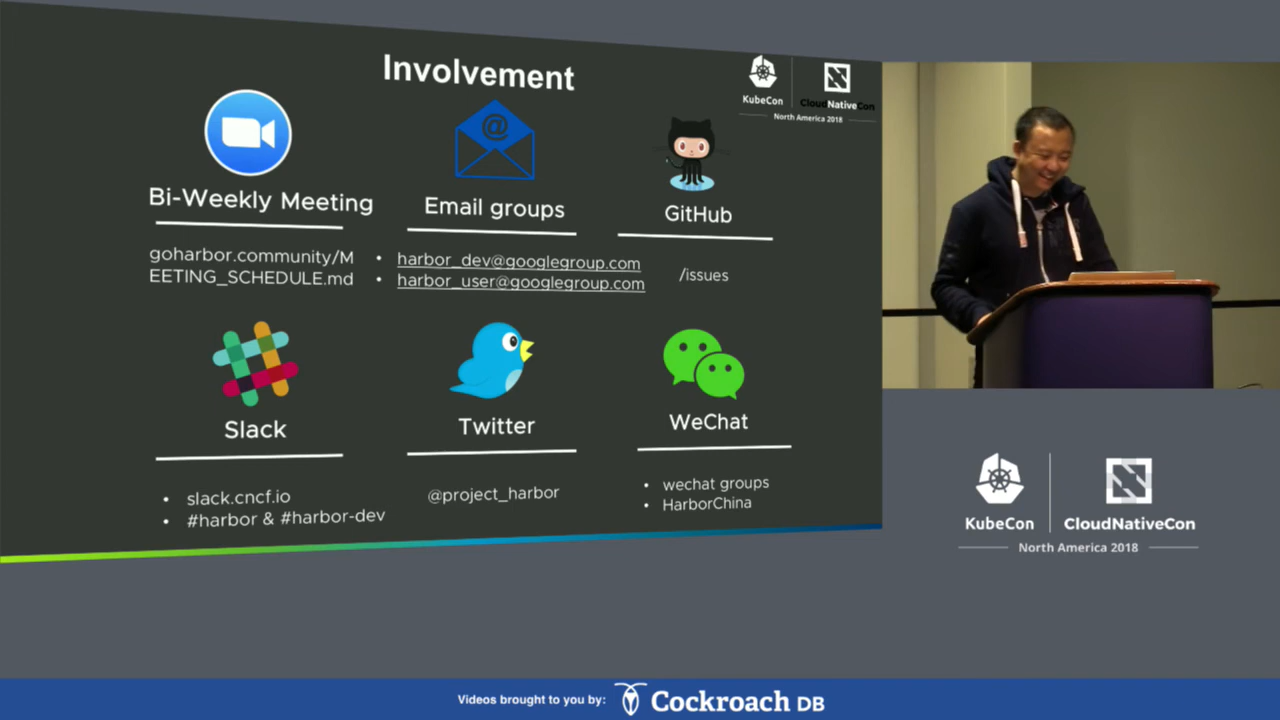 Involvement
KubeCon
CloudNativeCon
North America 2018
Bi-Weekly Meeting
goharbor.community/M
EETING_SCHEDULE.md
@
Email groups
• harbor_dev@googlegroup.com
• harbor_user@googlegroup.com
GitHub
/issues
Slack
• slack.cncf.io
• #harbor & #harbor-dev
Twitter
@project_harbor
WeChat
• wechat groups
• HarborChina
KubeCon
CloudNativeCon
North America 2018
Videos brought to you by:
Cockroach DB